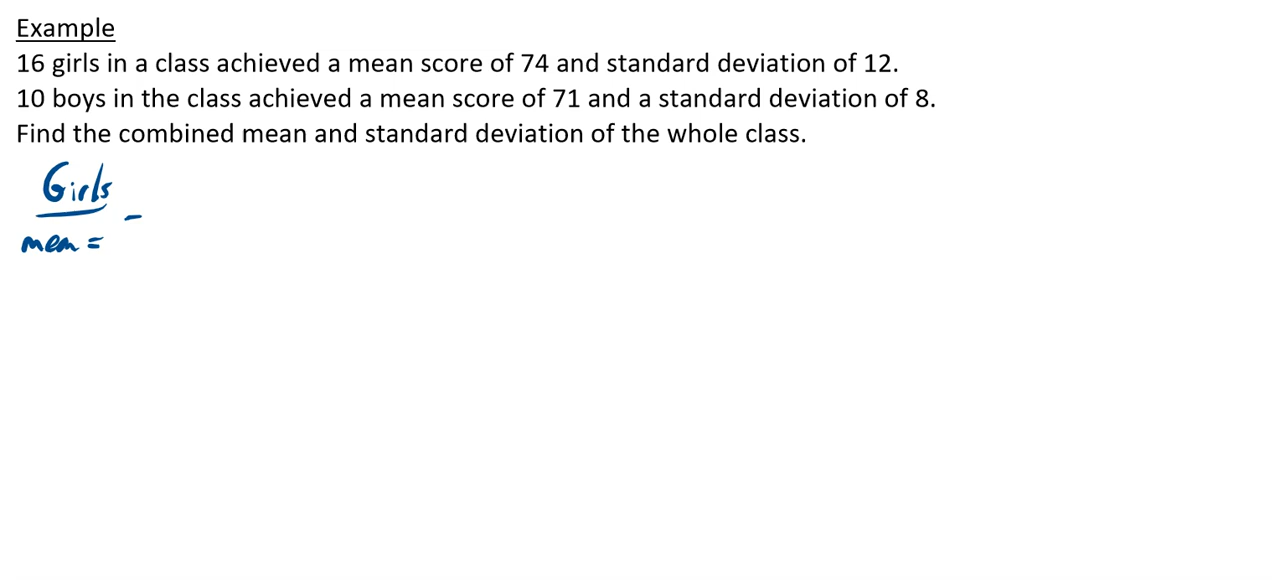 Example
16 girls in a class achieved a mean score of 74 and standard deviation of 12.
10 boys in the class achieved a mean score of 71 and a standard deviation of 8.
Find the combined mean and standard deviation of the whole class.
Girls
mean =